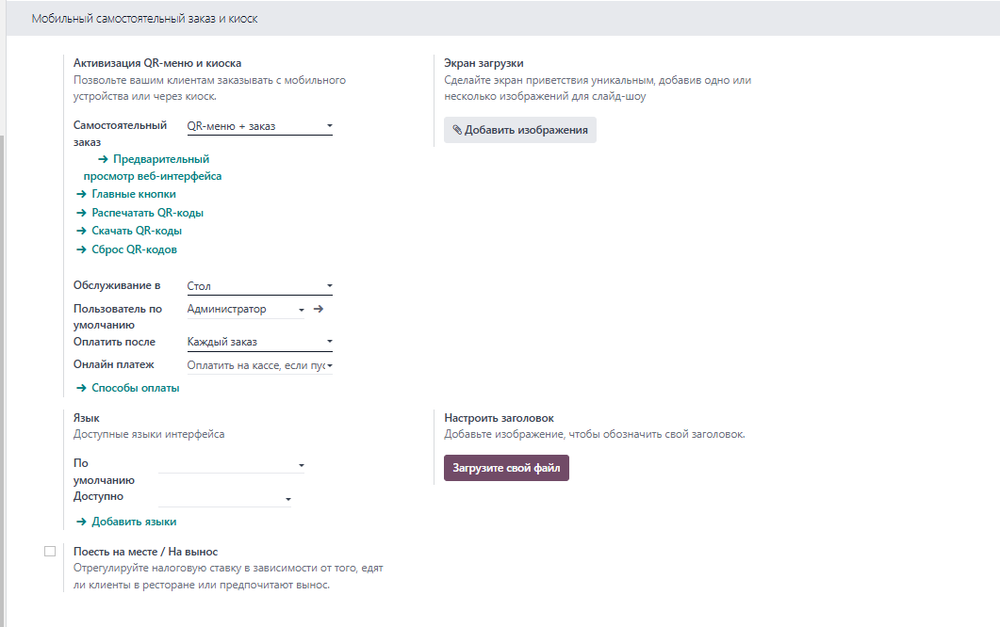 Мобильный самостоятельный заказ и киоск
Активизация QR-меню и киоска
Позвольте вашим клиентам заказывать с мобильного
устройства или через киоск.
Самостоятельный
заказ
QR-меню + заказ
Предварительный
просмотр веб-интерфейса
Главные кнопки
Распечатать QR-коды
Скачать QR-коды
Сброс QR-кодов
Обслуживание в
Стол
Пользователь по
умолчанию
Администратор
Оплатить после
Каждый заказ
Онлайн платеж
Оплатить на кассе, если пус
Способы оплаты
Экран загрузки
Сделайте экран приветствия уникальным, добавив одно или
несколько изображений для слайд-шоу
Добавить изображения
Язык
Доступные языки интерфейса
По
умолчанию
Доступно
Добавить языки
Настроить заголовок
Добавьте изображение, чтобы обозначить свой заголовок.
Загрузите свой файл
Поесть на месте / На вынос
Отрегулируйте налоговую ставку в зависимости от того, едят
ли клиенты в ресторане или предпочитают вынос.